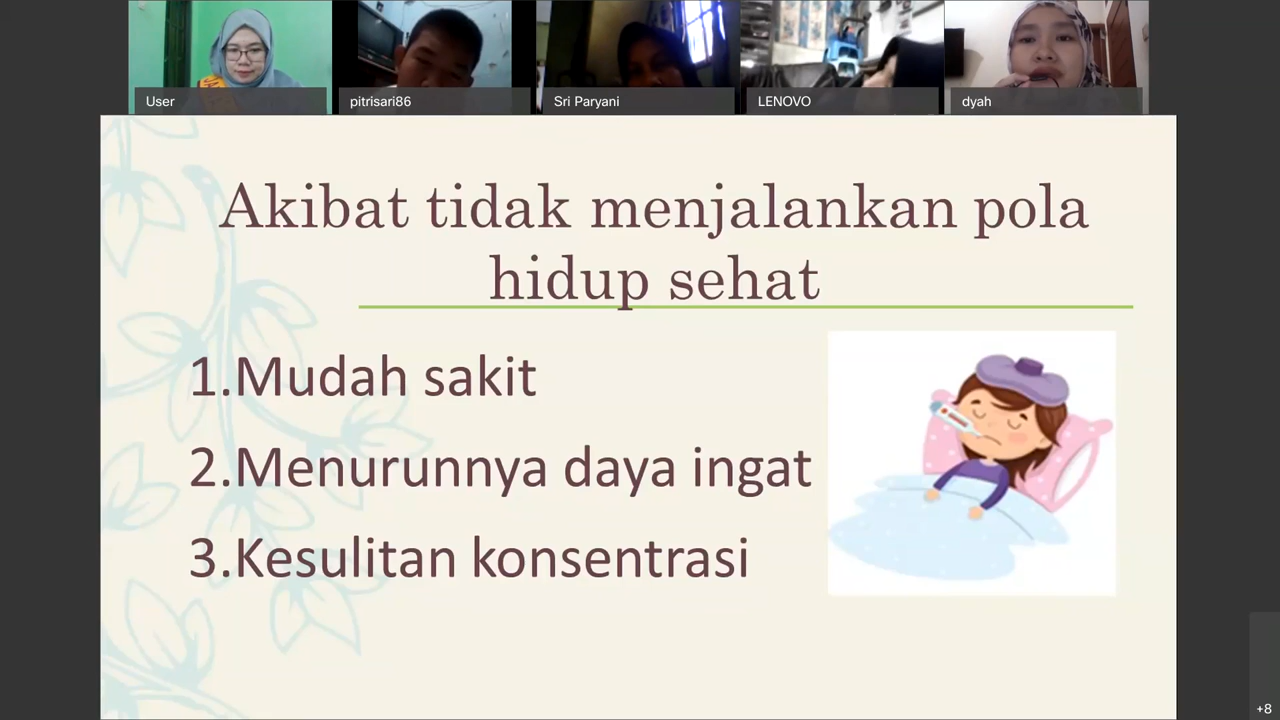 User
pitrisari86
Sri Paryani
LENOVO
dyah
Akibat tidak menjalankan pola
hidup sehat
1.Mudah sakit
2.Menurunnya daya ingat
3.Kesulitan konsentrasi
+8